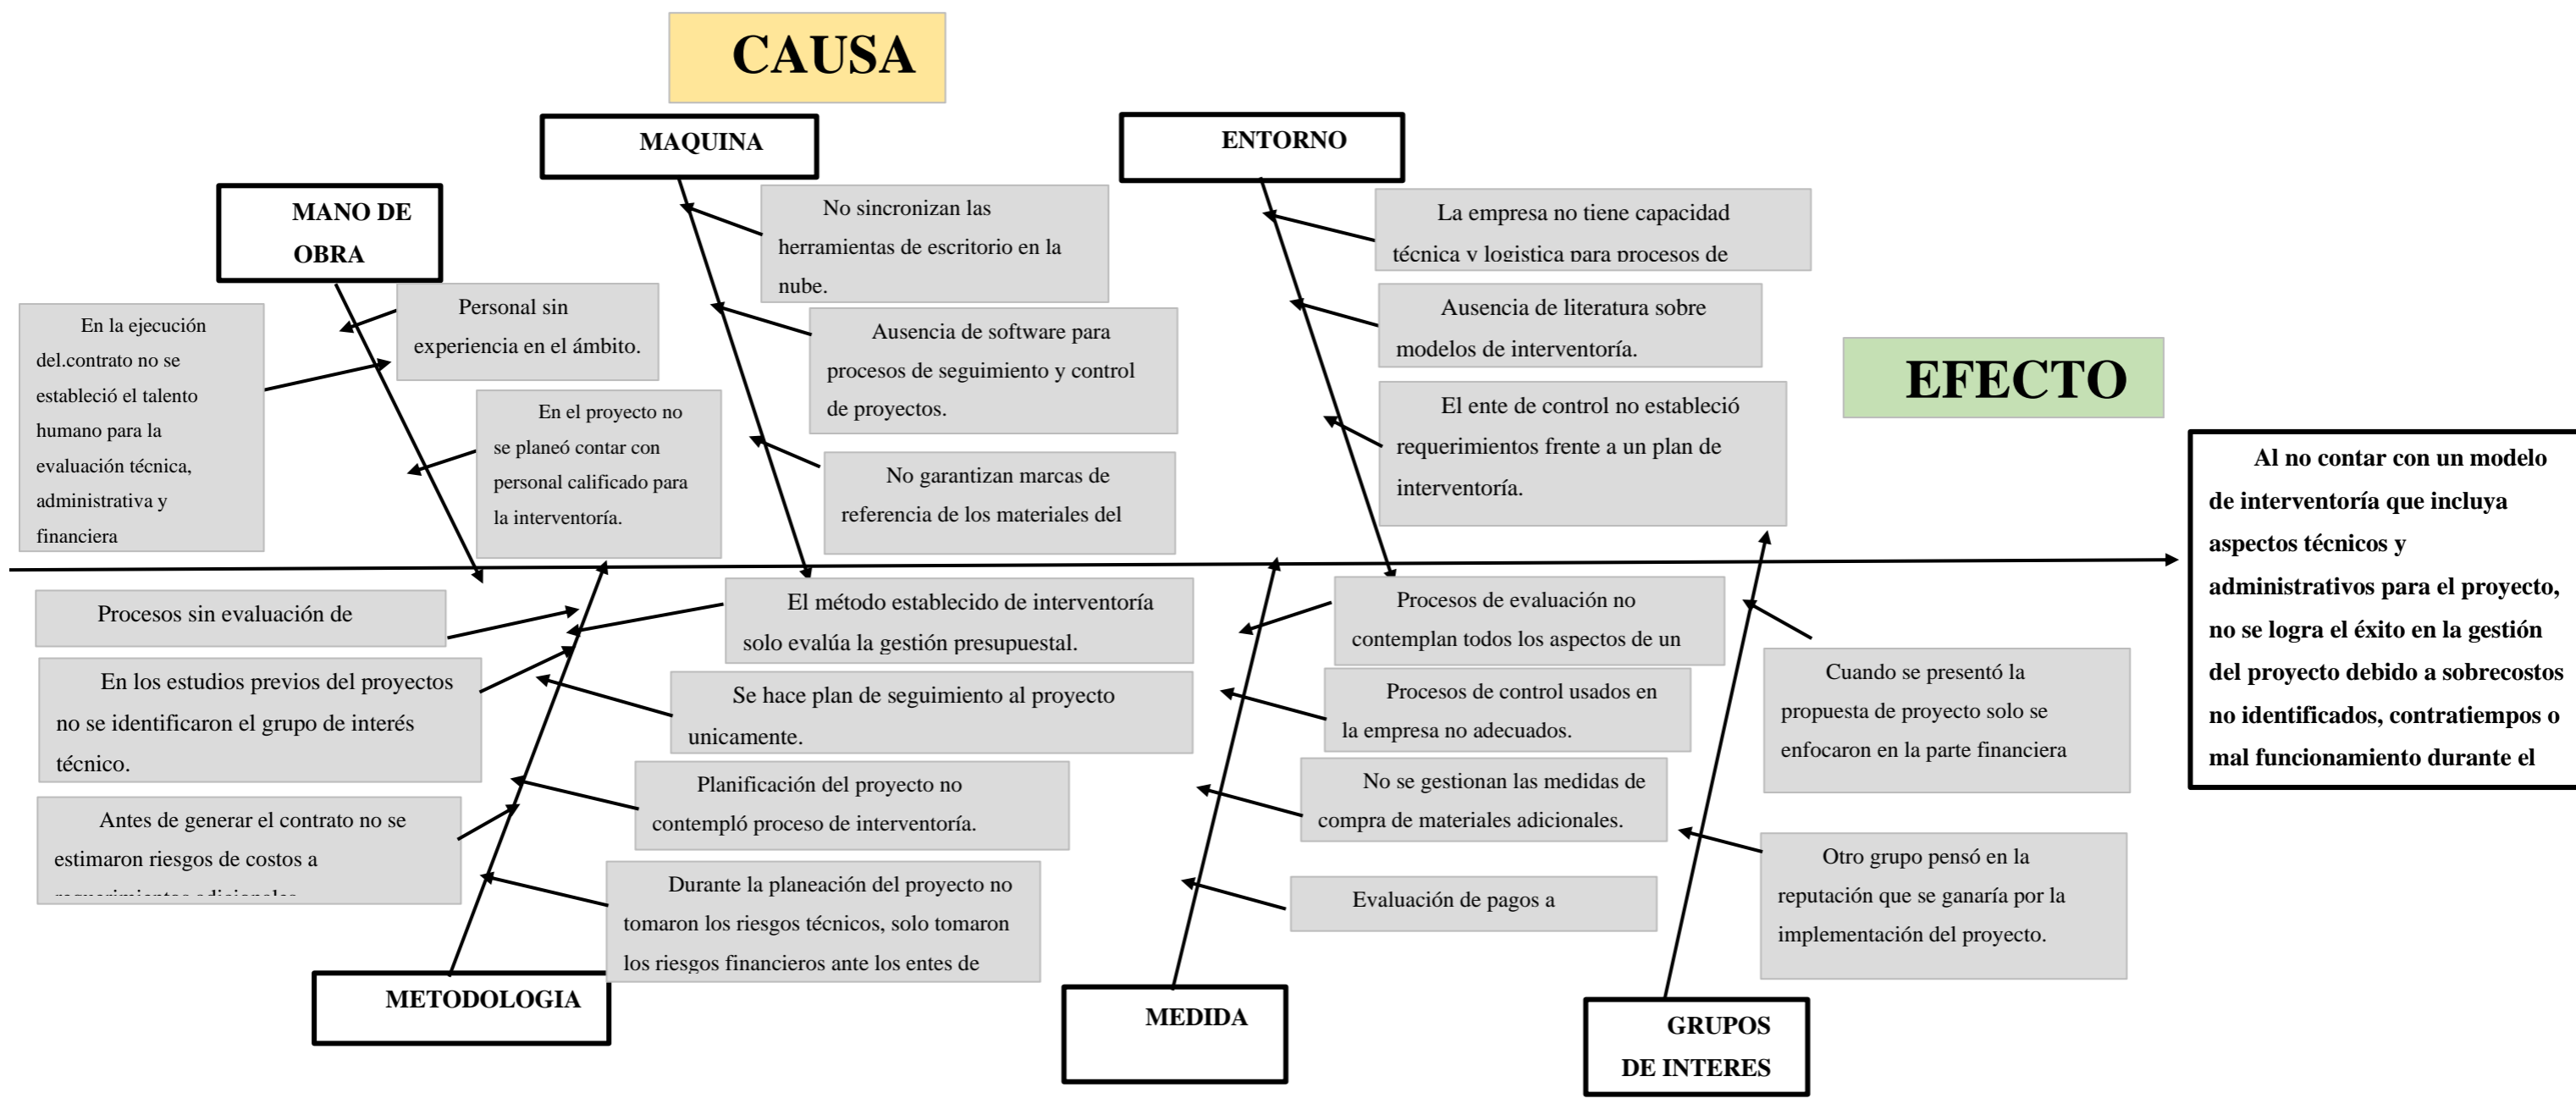 CAUSA
MAQUINA
ENTORNO
MANO DE
OBRA
No sincronizan las
herramientas de escritorio en la
nube.
La empresa no tiene capacidad
técnica y logistica para procesos de
En la ejecución
del.contrato no se
estableció el talento
humano para la
evaluación técnica,
administrativa y
financiera
Personal sin
experiencia en el ámbito.
En el proyecto no
se planeó contar con
personal calificado para
la interventoría.
Ausencia de software para
procesos de seguimiento y control
de proyectos.
No garantizan marcas de
referencia de los materiales del
Ausencia de literatura sobre
modelos de interventoría.
El ente de control no estableció
requerimientos frente a un plan de
interventoría.
EFECTO
Al no contar con un modelo
de interventoría que incluya
aspectos técnicos y
administrativos para el proyecto,
no se logra el éxito en la gestión
del proyecto debido a sobrecostos
no identificados, contratiempos o
mal funcionamiento durante el
Procesos sin evaluación de
En los estudios previos del proyectos
no se identificaron el grupo de interés
técnico.
Antes de generar el contrato no se
estimaron riesgos de costos a
requerimientos adicionales
El método establecido de interventoría
solo evalúa la gestión presupuestal.
Se hace plan de seguimiento al proyecto
unicamente.
Planificación del proyecto no
contempló proceso de interventoría.
Durante la planeación del proyecto no
tomaron los riesgos técnicos, solo tomaron
los riesgos financieros ante los entes de
Procesos de evaluación no
contemplan todos los aspectos de un
Procesos de control usados en
la empresa no adecuados.
No se gestionan las medidas de
compra de materiales adicionales.
Evaluación de pagos a
Cuando se presentó la
propuesta de proyecto solo se
enfocaron en la parte financiera
Otro grupo pensó en la
reputación que se ganaría por la
implementación del proyecto.
METODOLOGIA
MEDIDA
GRUPOS
DE INTERES